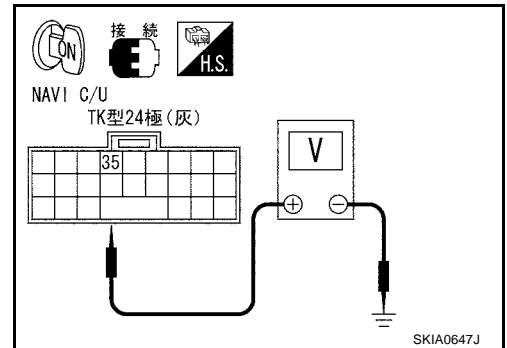 ON
接 続
H.S.
NAVI C/U
TK型24極(灰)
35
V
+ −
SKIA0647J